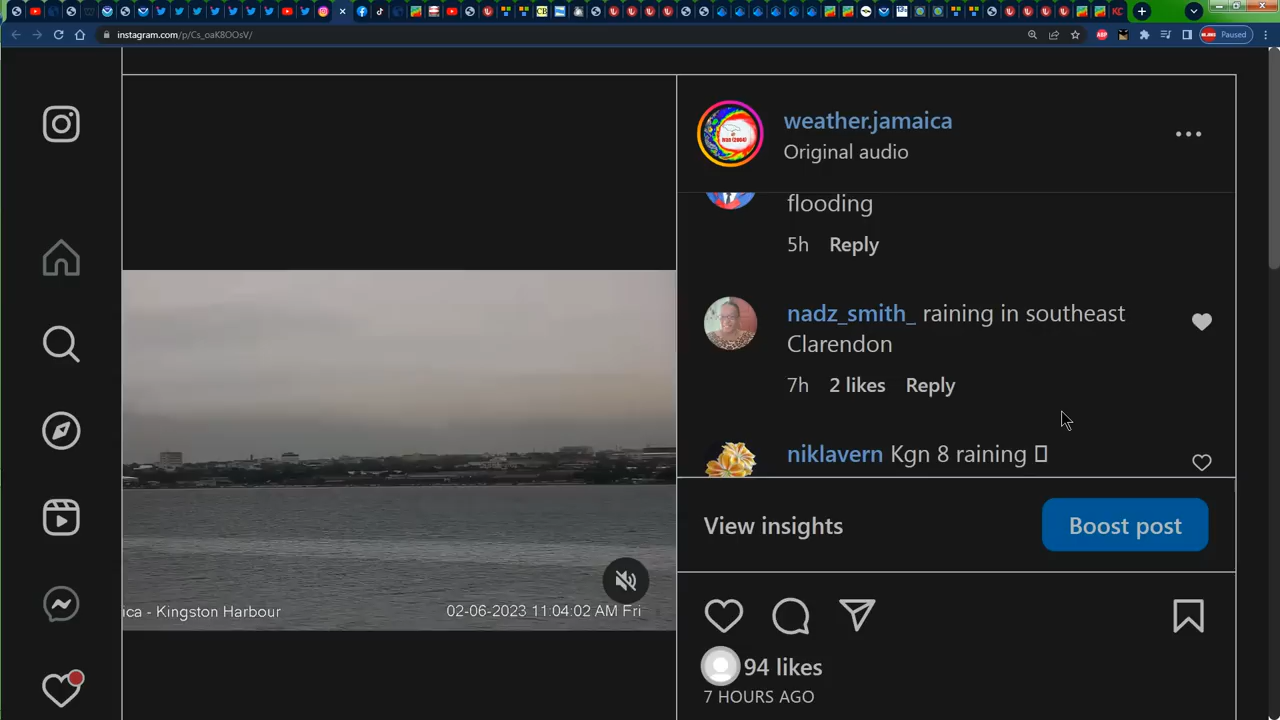 instagram.com/p/Cs_oaK8OOsV/
Paused
weather.jamaica
Original audio
flooding
5h Reply
nadz_smith_ raining in southeast
Clarendon
7h 2 likes Reply
niklavern Kgn 8 raining
View insights
Boost post
ica - Kingston Harbour
02-06-2023 11:04:02 AM Fri
94 likes
7 HOURS AGO